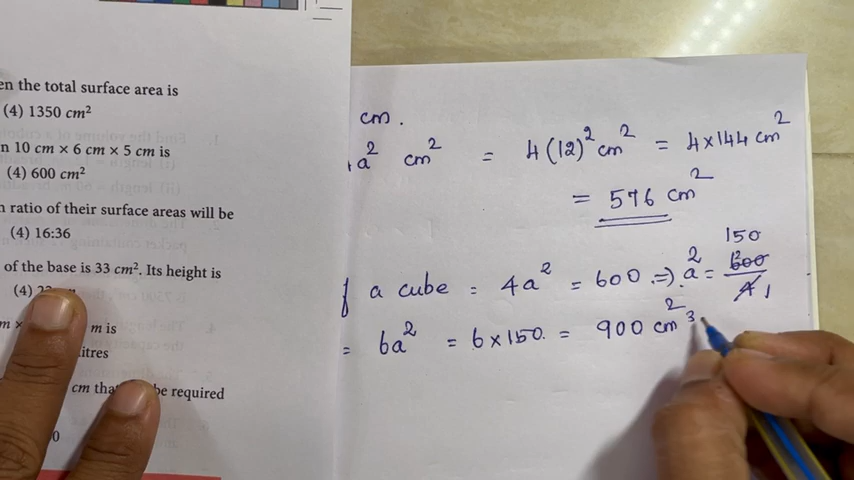 en the total surface area is
(4) 1350 cm²
n 10 cm × 6 cm × 5 cm is
(4) 600 cm²
n ratio of their surface areas will be
(4) 16:36
of the base is 33 cm². Its height is
(4)
m is
itres
cm tha be required
0
cm.
a² cm² = 4(12)² cm² = 4×144 cm²
= 576 cm²
150
a cube = 4a² = 600 ⇒ a² = 600/4 1
= 6a² = 6×150 = 900 cm² 3